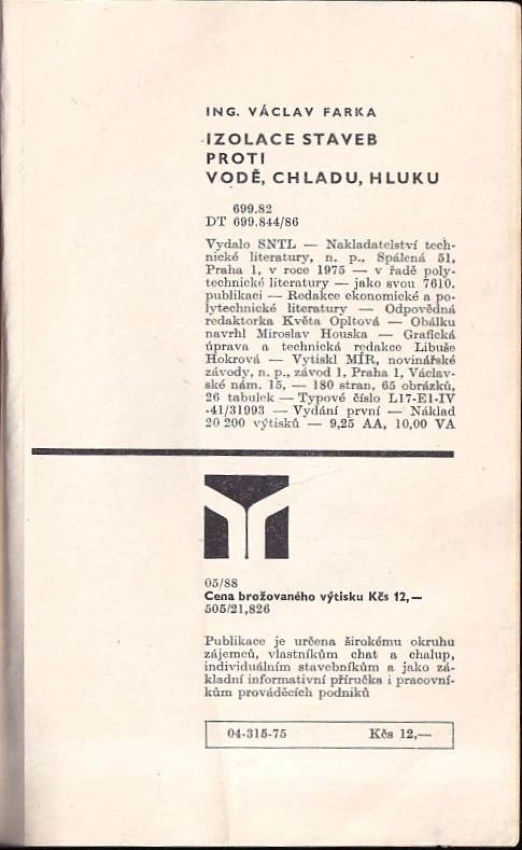 ING. VÁCLAV FARKA
IZOLACE STAVEB
PROTI
VODĚ, CHLADU, HLUKU
699.82
DT 699.844/86
Vydalo SNTL — Nakladatelství tech-
nické literatury, n. p., Spálená 51,
Praha 1, v roce 1975 — v řadě poly-
technické literatury — jako svou 7610.
publikaci — Redakce ekonomické a po-
lytechnické literatury — Odpovědná
redaktorka Květa Opltová — Obálku
navrhl Miroslav Houska — Grafická
úprava a technická redakce Libuše
Hokrová — Vytiskl MÍR, novinářské
závody, n. p., závod 1, Praha 1, Václav-
ské nám. 15, — 180 stran, 65 obrázků,
26 tabulek — Typové číslo L17-E1-IV
-41/31993 — Vydání první — Náklad
20 200 výtisků — 9,25 AA, 10,00 VA
05/88
Cena brožovaného výtisku Kčs 12,—
505/21,826
Publikace je určena širokému okruhu
zájemců, vlastníkům chat a chalup,
individuálním stavebníkům a jako zá-
kladní informativní příručka i pracovní-
kům prováděcích podniků
04-315-75 Kčs 12,—